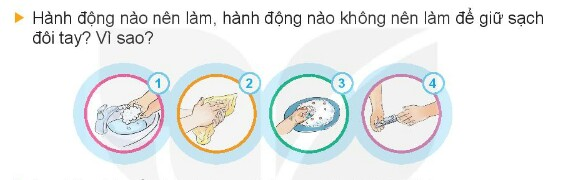 Hành động nào nên làm, hành động nào không nên làm để giữ sạch
đôi tay? Vì sao?
1 2 3 4